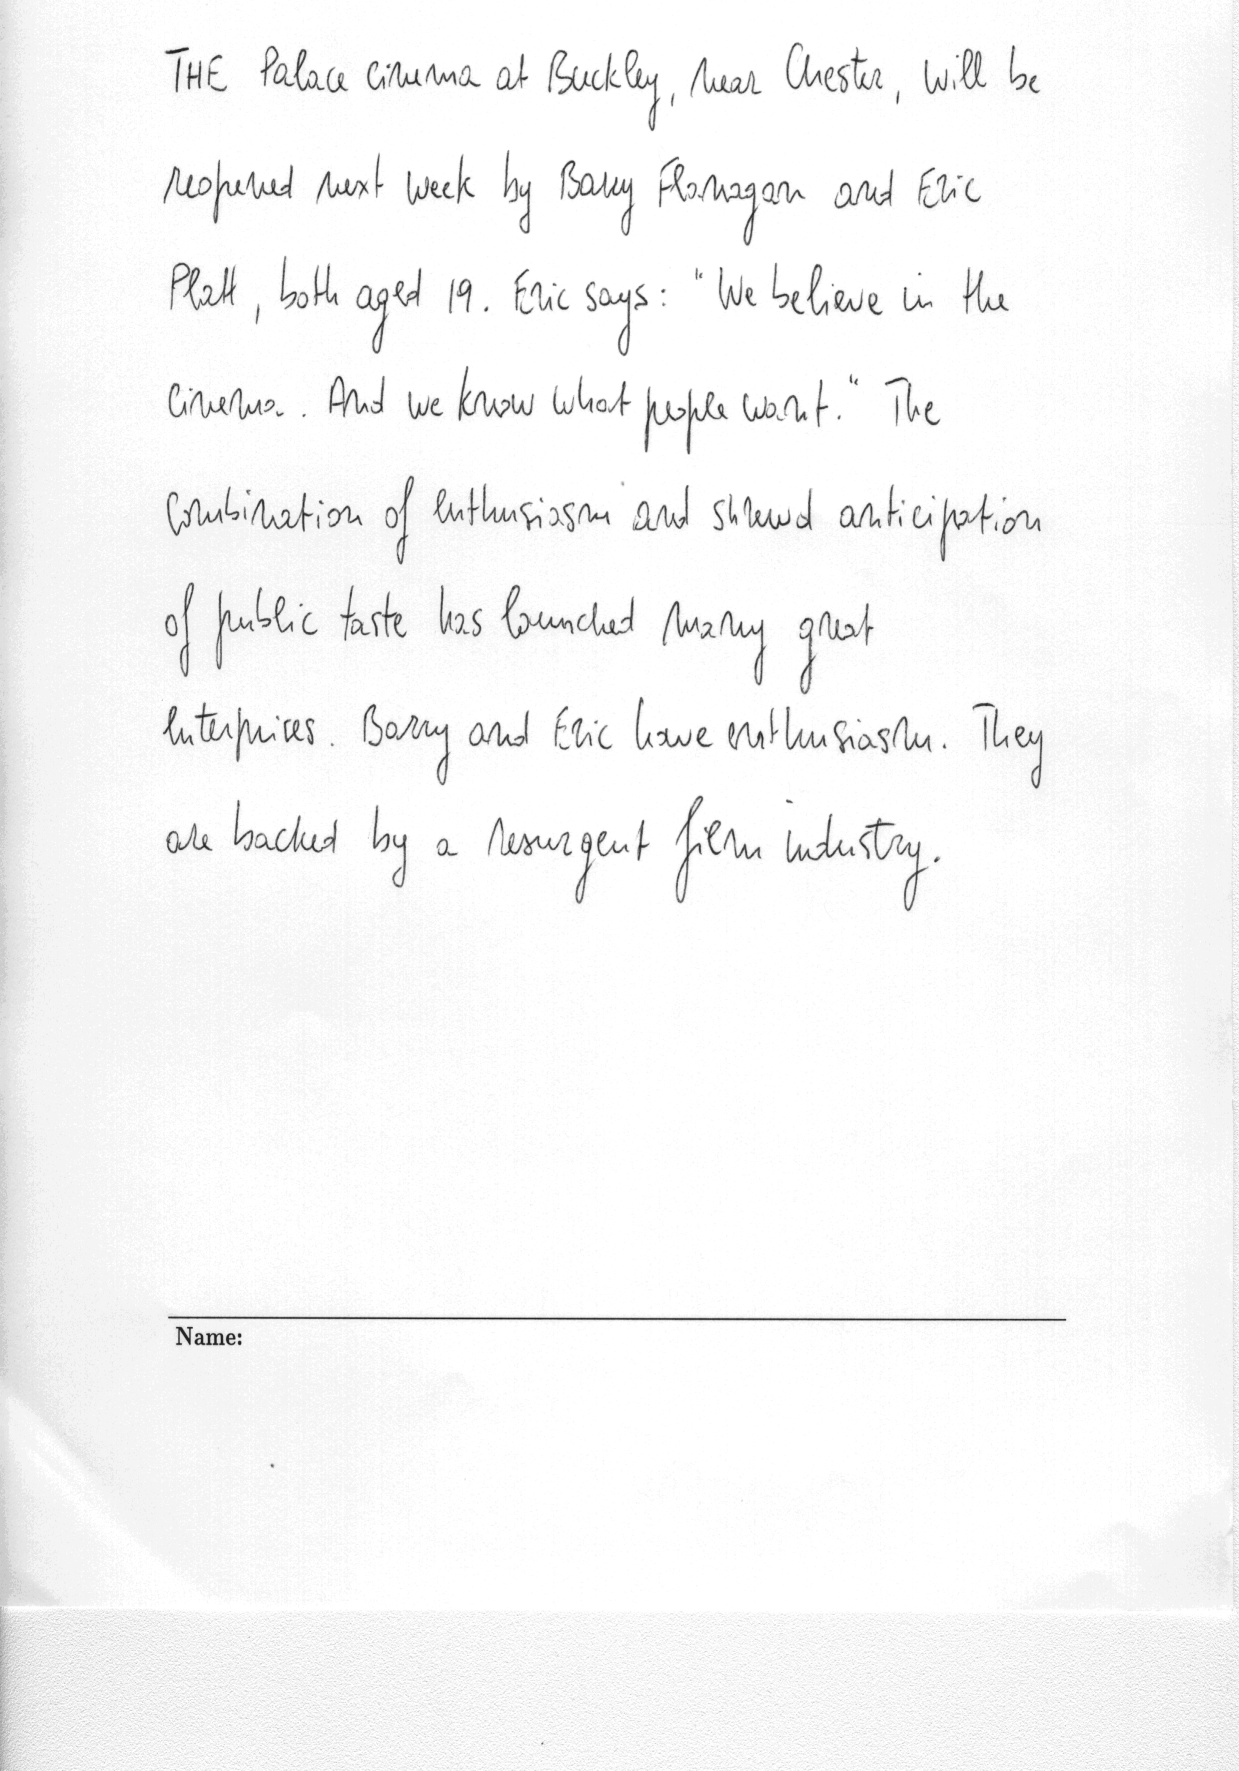 THE Palace cinema at Buckley, near Chester, will be
reopened next week by Barry Flanagan and Eric
Platt, both aged 19. Eric says: "We believe in the
cinema. And we know what people want." The
combination of enthusiasm and shrewd anticipation
of public taste has launched many great
enterprises. Barry and Eric have enthusiasm. They
are backed by a resurgent film industry.
Name: